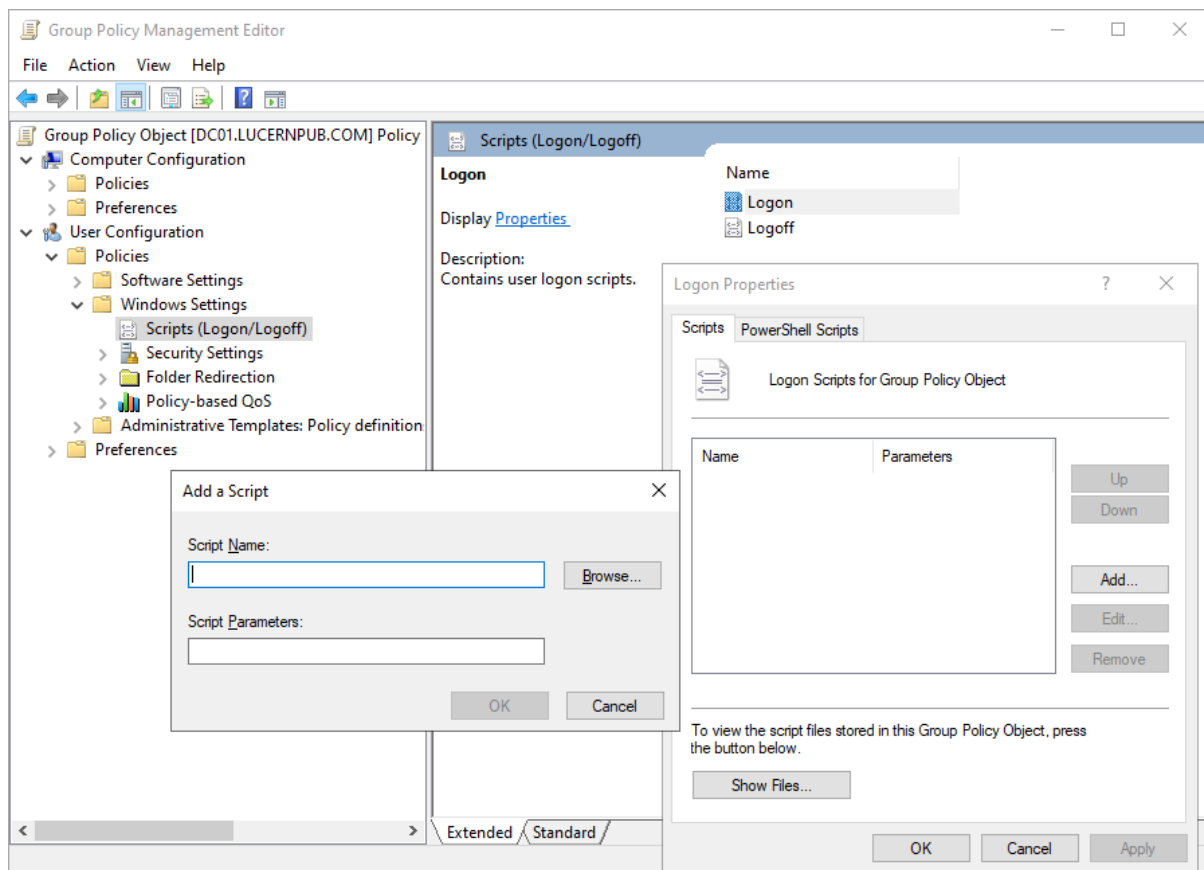 Group Policy Management Editor
File Action View Help
Group Policy Object [DC01.LUCERNPUB.COM] Policy
Computer Configuration
Policies
Preferences
User Configuration
Policies
Software Settings
Windows Settings
Scripts (Logon/Logoff)
Security Settings
Folder Redirection
Policy-based QoS
Administrative Templates: Policy definition
Preferences
Scripts (Logon/Logoff)
Logon
Display Properties
Description:
Contains user logon scripts.
Name
Logon
Logoff
Extended Standard
Logon Properties
?
Scripts PowerShell Scripts
Logon Scripts for Group Policy Object
Name Parameters
Up
Down
Add...
Edit...
Remove
To view the script files stored in this Group Policy Object, press
the button below.
Show Files...
OK Cancel Apply
Add a Script
Script Name:
Browse...
Script Parameters:
OK Cancel